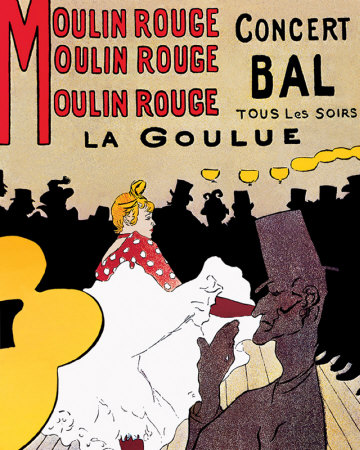 MOULIN ROUGE CONCERT
MOULIN ROUGE BAL
MOULIN ROUGE TOUS LES SOIRS
LA GOULUE